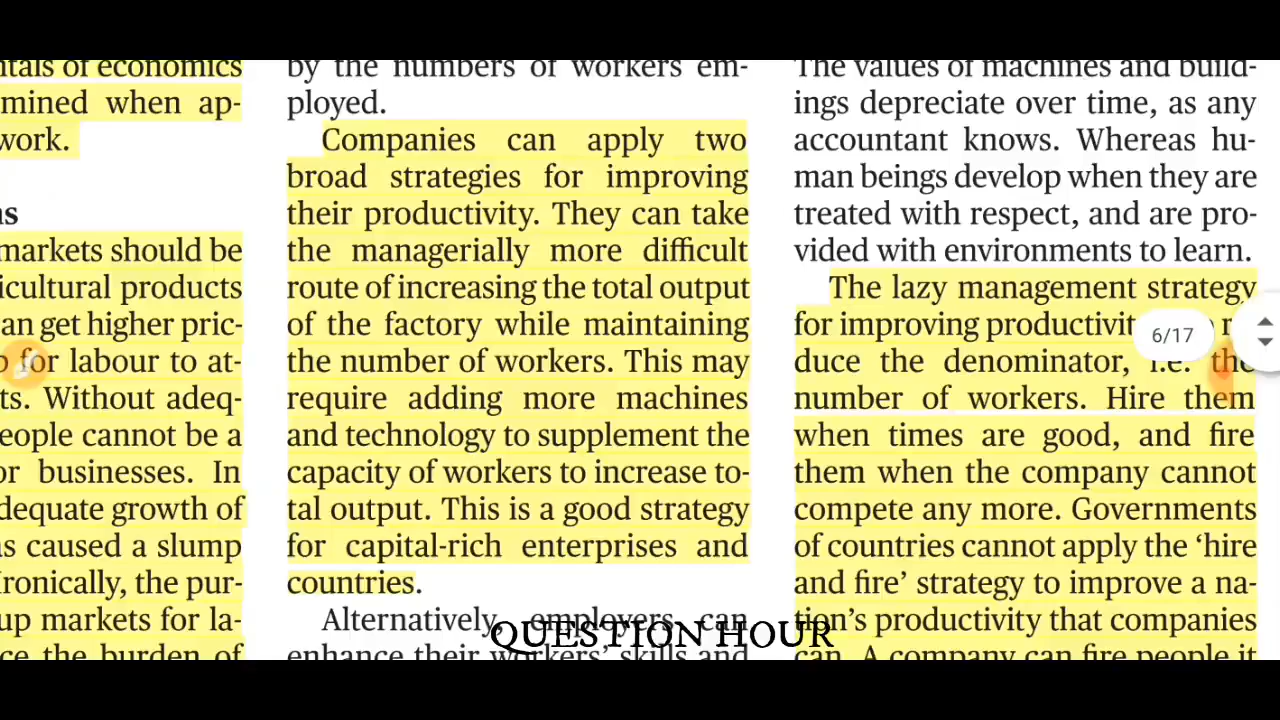 ntals of economics
mined when ap-
work.
ns
markets should be
icultural products
an get higher pric-
for labour to at-
ts. Without adeq-
eople cannot be a
or businesses. In
dequate growth of
s caused a slump
ronically, the pur-
up markets for la-
ce the burden of
by the numbers of workers em-
ployed.
Companies can apply two
broad strategies for improving
their productivity. They can take
the managerially more difficult
route of increasing the total output
of the factory while maintaining
the number of workers. This may
require adding more machines
and technology to supplement the
capacity of workers to increase to-
tal output. This is a good strategy
for capital-rich enterprises and
countries.
Alternatively, employers can
enhance their workers' skills and
The values of machines and build-
ings depreciate over time, as any
accountant knows. Whereas hu-
man beings develop when they are
treated with respect, and are pro-
vided with environments to learn.
The lazy management strategy
for improving productivit
duce the denominator, i.e. the
number of workers. Hire them
when times are good, and fire
them when the company cannot
compete any more. Governments
of countries cannot apply the 'hire
and fire' strategy to improve a na-
tion's productivity that companies
can. A company can fire people it
6/17
QUESTION HOUR